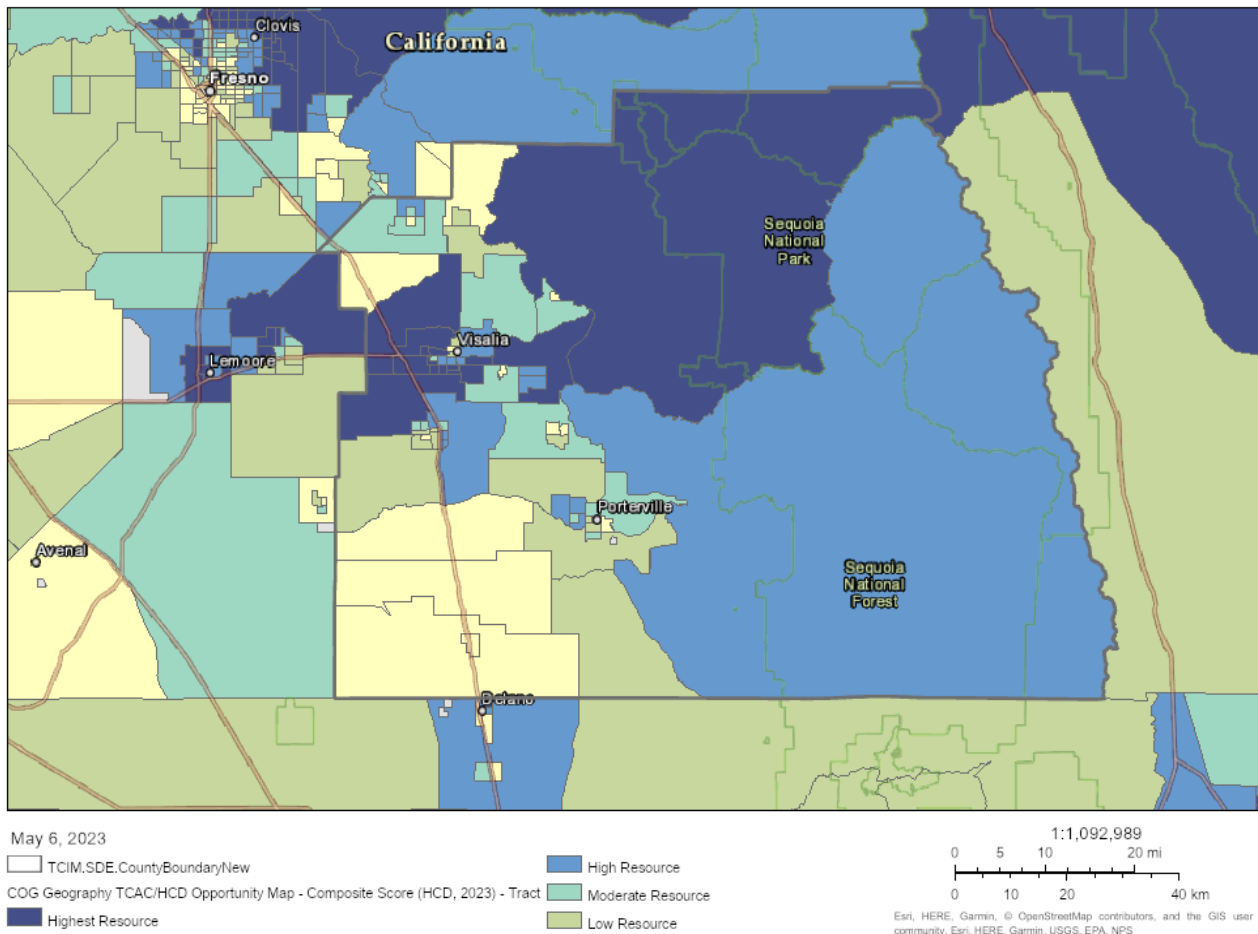 Clovis
California
Fresno
Sequoia
National
Park
Visalia
Lemoore
Porterville
Avenal
Sequoia
National
Forest
Delano
May 6, 2023
1:1,092,989
TCIM.SDE.CountyBoundaryNew
COG Geography TCAC/HCD Opportunity Map - Composite Score (HCD, 2023) - Tract
Highest Resource
High Resource
Moderate Resource
Low Resource
0 5 10 20 mi
0 10 20 40 km
Esri, HERE, Garmin, © OpenStreetMap contributors, and the GIS user
community, Esri, HERE, Garmin, USGS, EPA, NPS